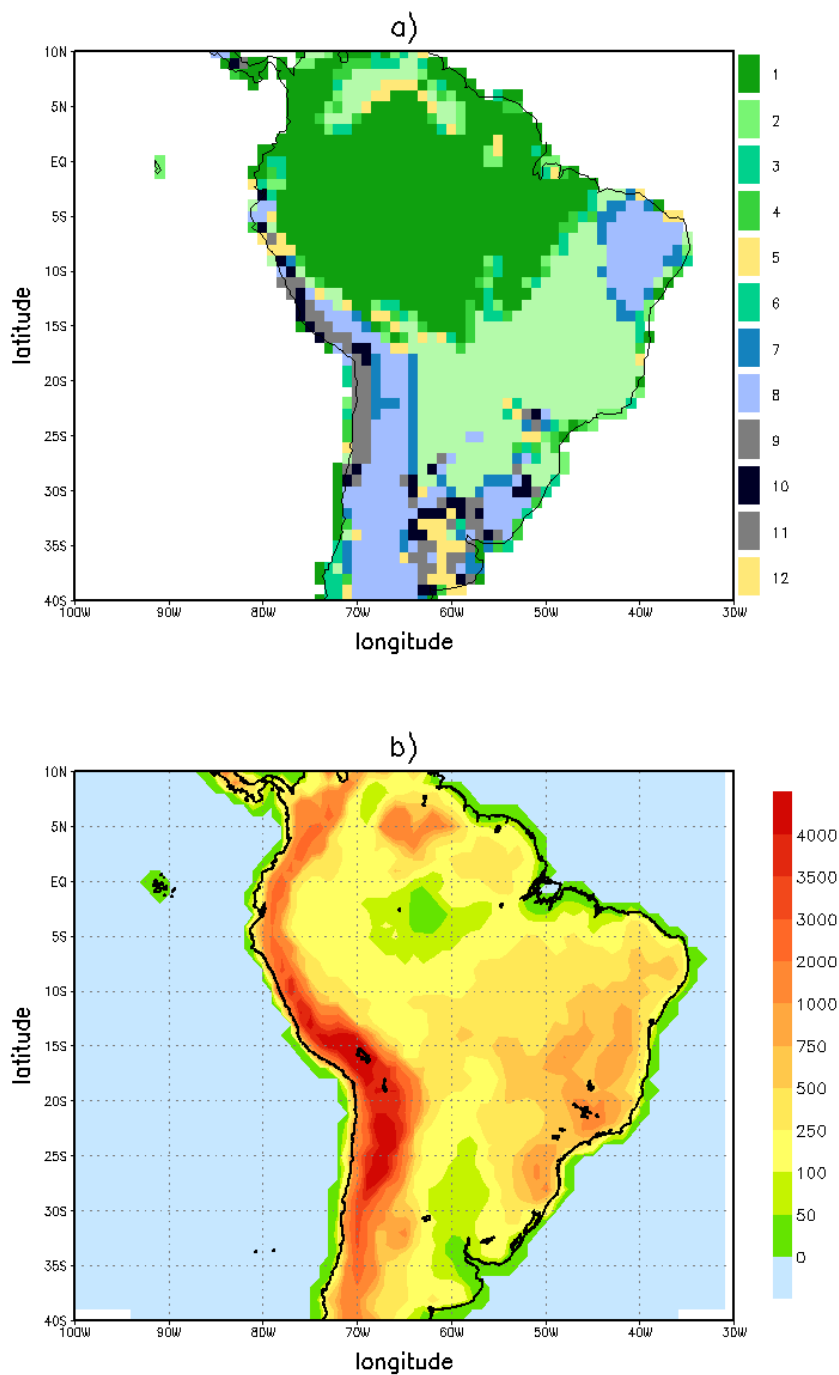 a)
10N
5N
EQ
5S
10S
15S
20S
25S
30S
35S
40S
latitude
100W 90W 80W 70W 60W 50W 40W 30W
longitude
1
2
3
4
5
6
7
8
9
10
11
12
b)
10N
5N
EQ
5S
10S
15S
20S
25S
30S
35S
40S
latitude
100W 90W 80W 70W 60W 50W 40W 30W
longitude
4000
3500
3000
2000
1000
750
500
250
100
50
0